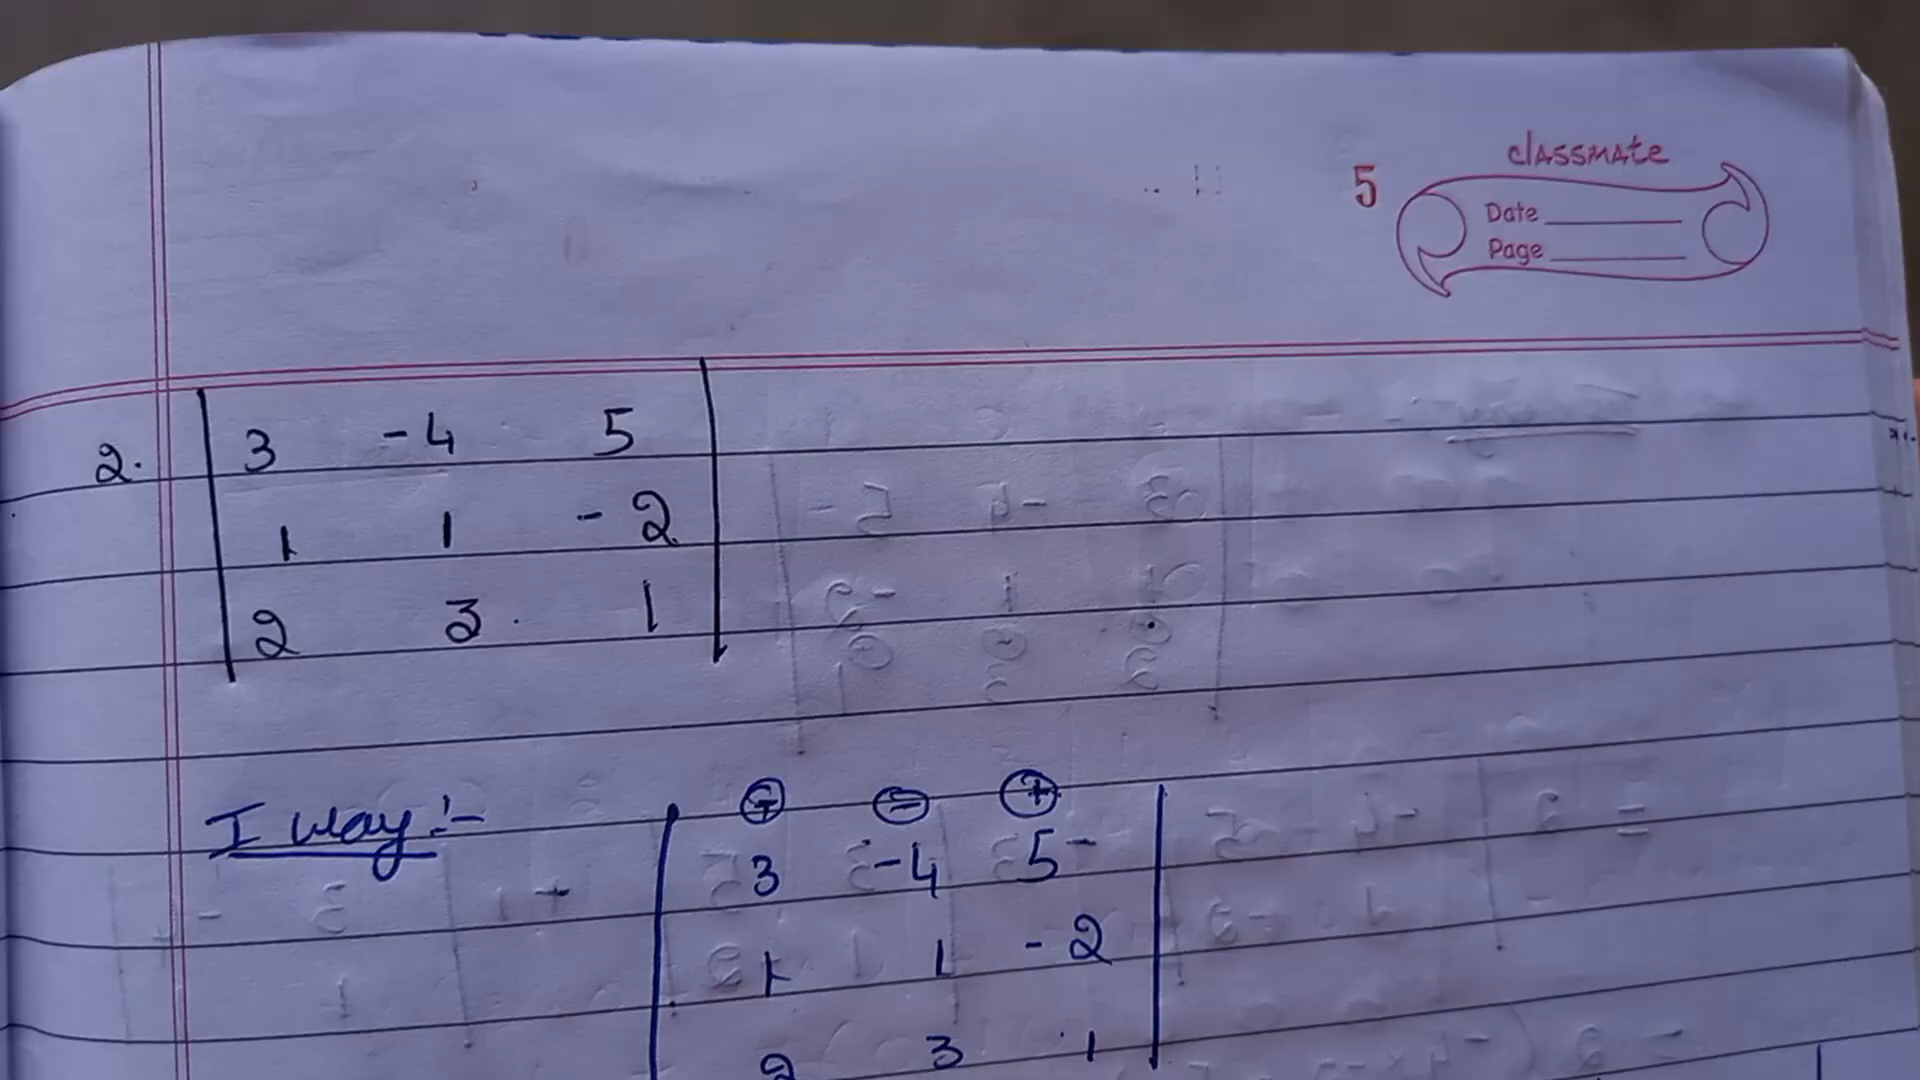 classmate
5
Date
Page
2. | 3 -4 5 |
| 1 1 -2 |
| 2 3 1 |
I way :-
⊕ ⊖ ⊕
| 3 -4 5 |
| 1 1 -2 |
| 2 3 1 |